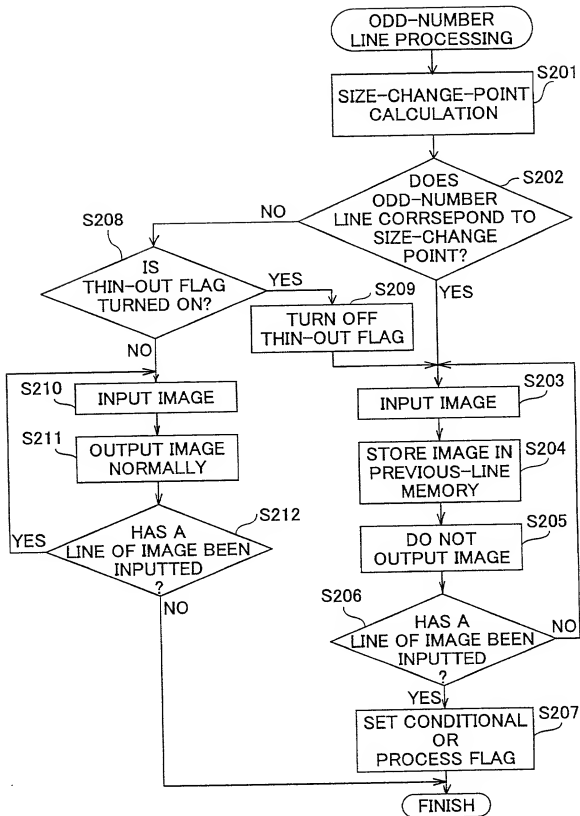 ODD-NUMBER
LINE PROCESSING
S201
SIZE-CHANGE-POINT
CALCULATION
S202
DOES
ODD-NUMBER
LINE CORRSEPOND TO
SIZE-CHANGE
POINT?
NO
YES
S208
IS
THIN-OUT FLAG
TURNED ON?
YES
NO
S209
TURN OFF
THIN-OUT FLAG
S210
INPUT IMAGE
S211
OUTPUT IMAGE
NORMALLY
S212
HAS A
LINE OF IMAGE BEEN
INPUTTED
?
YES
NO
S203
INPUT IMAGE
S204
STORE IMAGE IN
PREVIOUS-LINE
MEMORY
S205
DO NOT
OUTPUT IMAGE
S206
HAS A
LINE OF IMAGE BEEN
INPUTTED
?
NO
YES
S207
SET CONDITIONAL
OR
PROCESS FLAG
FINISH